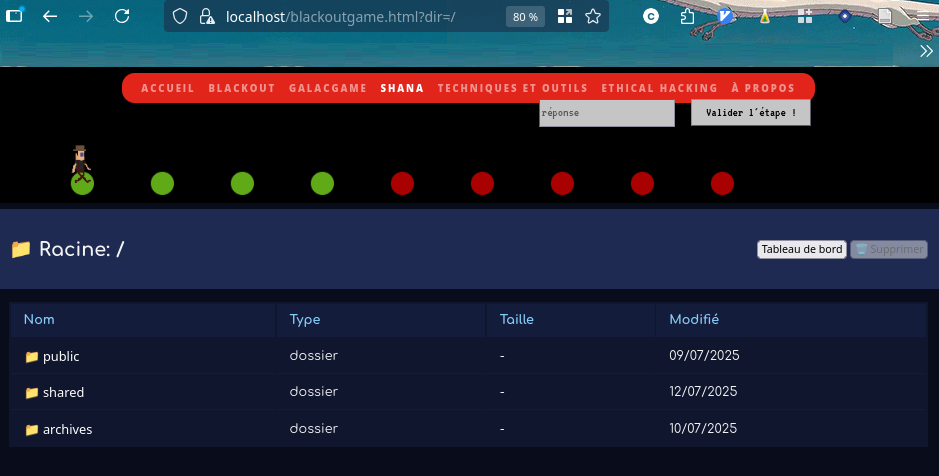 localhost/blackoutgame.html?dir=/ 80 %
ACCUEIL BLACKOUT GALACGAME SHANA TECHNIQUES ET OUTILS ETHICAL HACKING À PROPOS
réponse Valider l'étape !
Racine: / Tableau de bord Supprimer
Nom Type Taille Modifié
public dossier - 09/07/2025
shared dossier - 12/07/2025
archives dossier - 10/07/2025